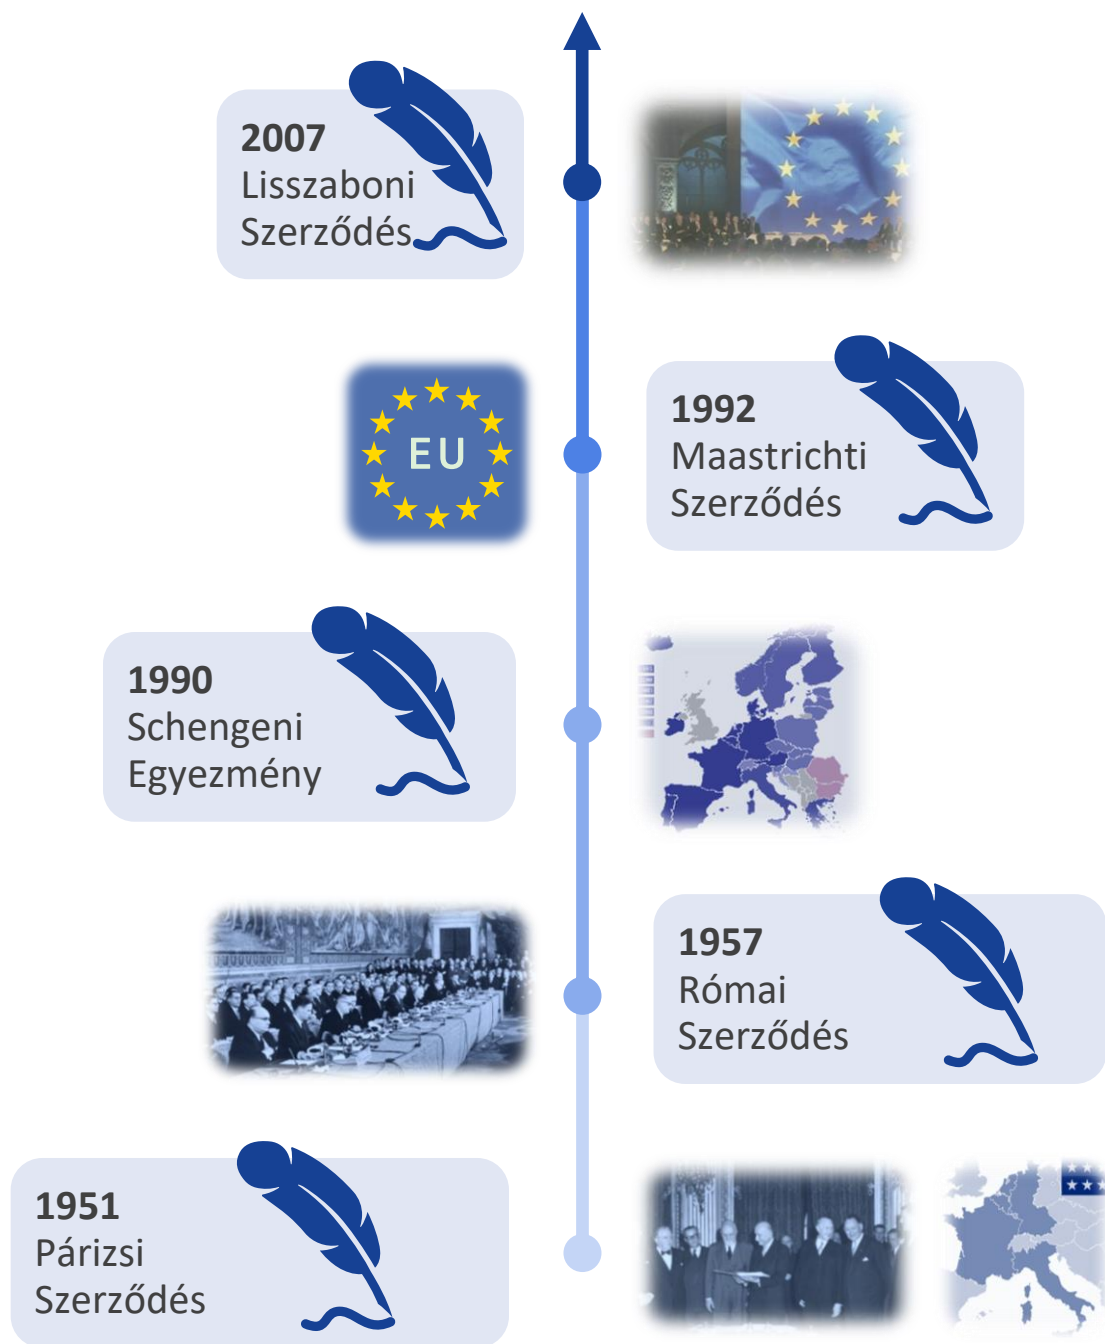 2007
Lisszaboni
Szerződés
EU
1992
Maastrichti
Szerződés
1990
Schengeni
Egyezmény
1957
Római
Szerződés
1951
Párizsi
Szerződés